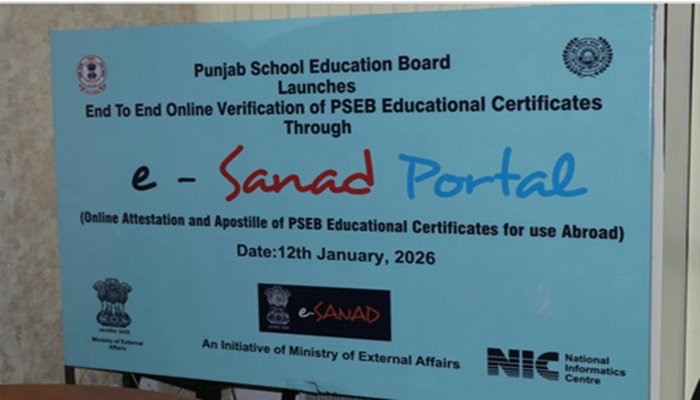 Punjab School Education Board
Launches
End To End Online Verification of PSEB Educational Certificates
Through
e - Sanad Portal
(Online Attestation and Apostille of PSEB Educational Certificates for use Abroad)
Date:12th January, 2026
e-SANAD
Ministry of External
Affairs
An Initiative of Ministry of External Affairs
NIC National
Informatics
Centre